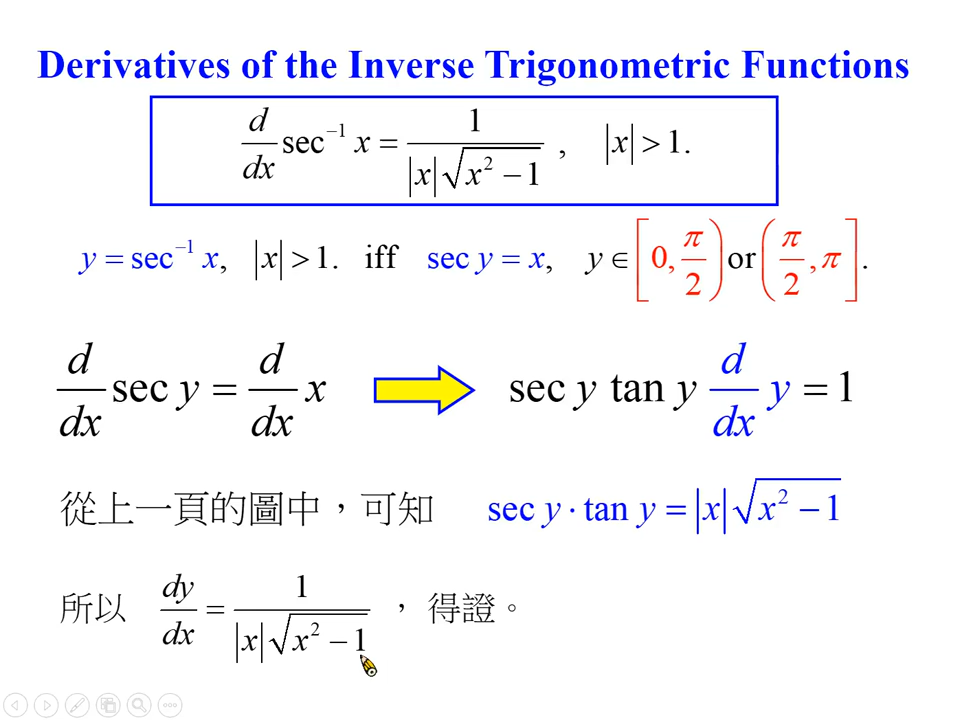 Derivatives of the Inverse Trigonometric Functions
d/dx sec⁻¹ x = 1/(|x|√(x² − 1)) , |x| > 1.
y = sec⁻¹ x, |x| > 1. iff sec y = x, y ∈ [0, π/2) or (π/2, π].
d/dx sec y = d/dx x ⇒ sec y tan y d/dx y = 1
從上一頁的圖中，可知 sec y · tan y = |x|√(x² − 1)
所以 dy/dx = 1/(|x|√(x² − 1)) ， 得證。